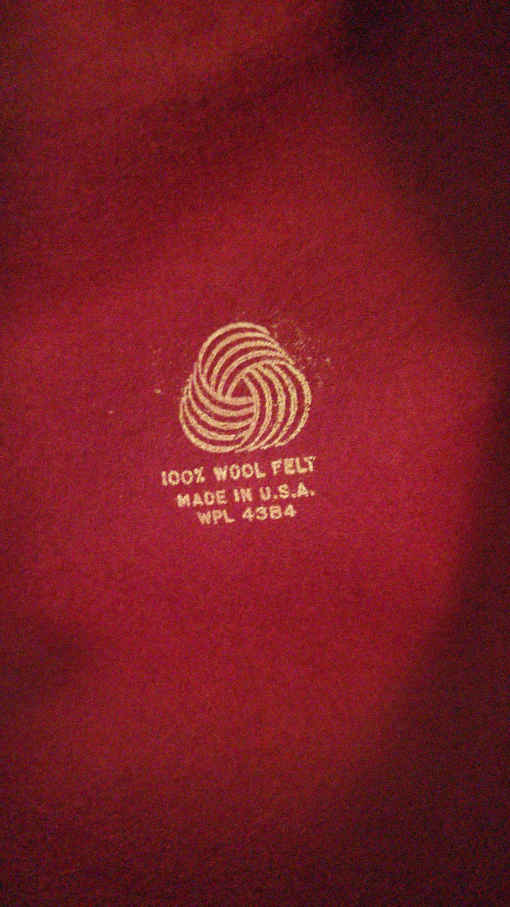 100% WOOL FELT
MADE IN U.S.A.
WPL 4384